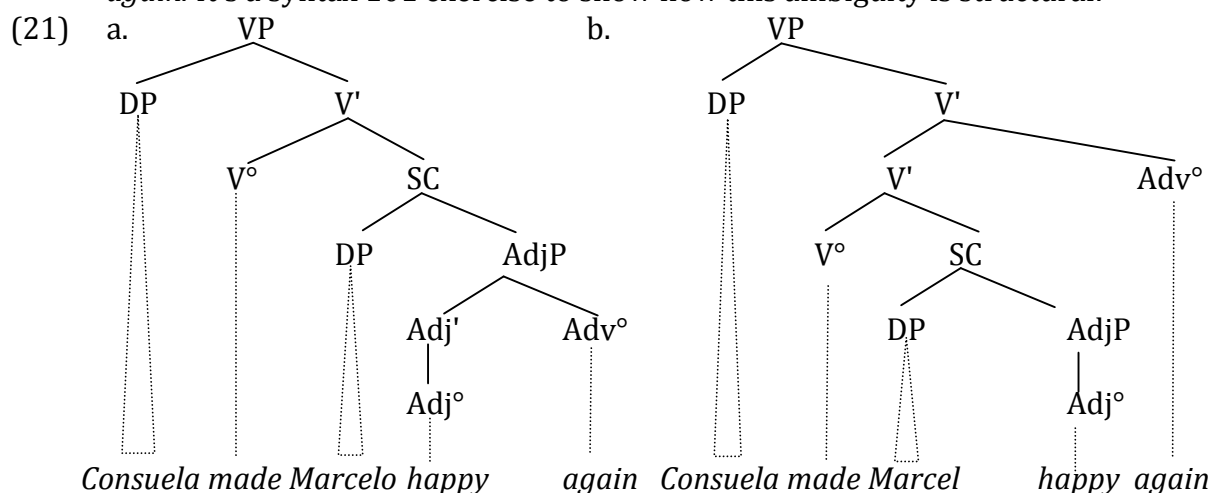 again. It's a syntax 101 exercise to show how this ambiguity is structural:
(21) a. VP b. VP
DP V' DP V'
V° SC V' Adv°
DP AdjP V° SC
Adj' Adv° DP AdjP
Adj° Adj°
Consuela made Marcelo happy again Consuela made Marcel happy again